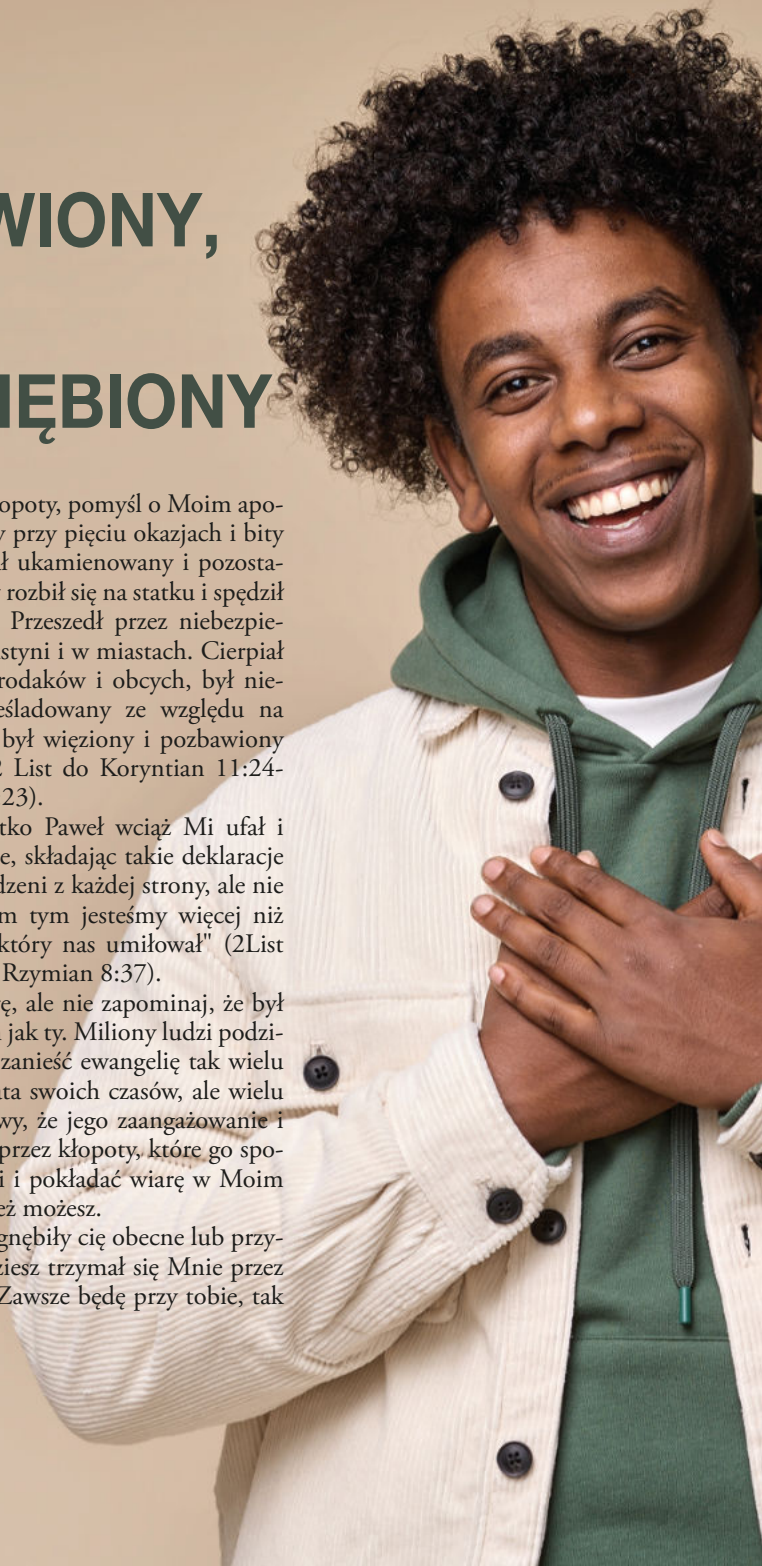 WIONY,
IĘBIONY
opoty, pomyśl o Moim apo-
przy pięciu okazjach i bity
ł ukamienowany i pozosta-
rozbił się na statku i spędził
Przeszedł przez niebezpie-
styni i w miastach. Cierpiał
rodaków i obcych, był nie-
eśladowany ze względu na
był więziony i pozbawiony
List do Koryntian 11:24-
23).
tko Paweł wciąż Mi ufał i
e, składając takie deklaracje
dzeni z każdej strony, ale nie
m tym jesteśmy więcej niż
który nas umiłował" (2List
Rzymian 8:37).
ę, ale nie zapominaj, że był
jak ty. Miliony ludzi podzi-
zanieść ewangelię tak wielu
ata swoich czasów, ale wielu
wy, że jego zaangażowanie i
przez kłopoty, które go spo-
i i pokładać wiarę w Moim
eż możesz.
gnębiły cię obecne lub przy-
ziesz trzymał się Mnie przez
Zawsze będę przy tobie, tak